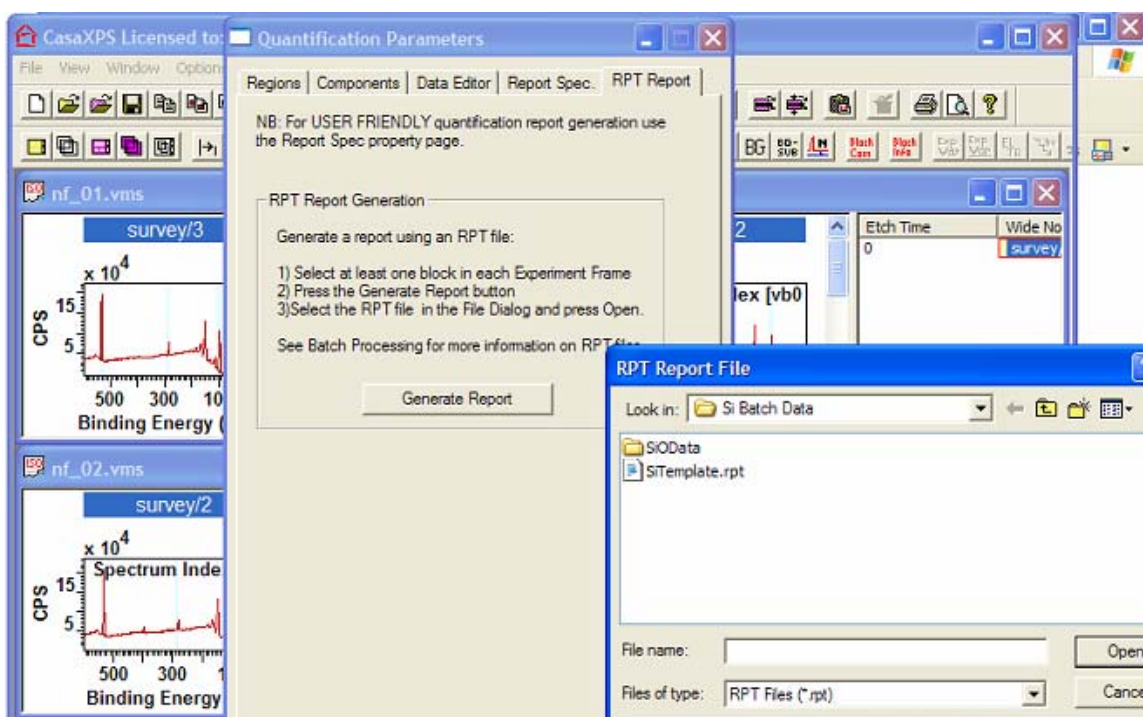 CasaXPS Licensed to:
File View Window Option
Quantification Parameters
Regions Components Data Editor Report Spec. RPT Report
NB: For USER FRIENDLY quantification report generation use
the Report Spec property page.
RPT Report Generation
Generate a report using an RPT file:
1) Select at least one block in each Experiment Frame
2) Press the Generate Report button
3)Select the RPT file in the File Dialog and press Open.
See Batch Processing for more information on RPT files
Generate Report
BG
Block
Com
Block
Info
nf_01.vms
survey/3
x 10^4
15
5
CPS
500 300 10
Binding Energy (
nf_02.vms
survey/2
x 10^4
Spectrum Inde
15
5
CPS
500 300 1
Binding Energy
2
lex [vb0
Etch Time Wide No
0 survey/
RPT Report File
Look in: Si Batch Data
SiOData
SiTemplate.rpt
File name:
Open
Files of type: RPT Files (*.rpt)
Cance